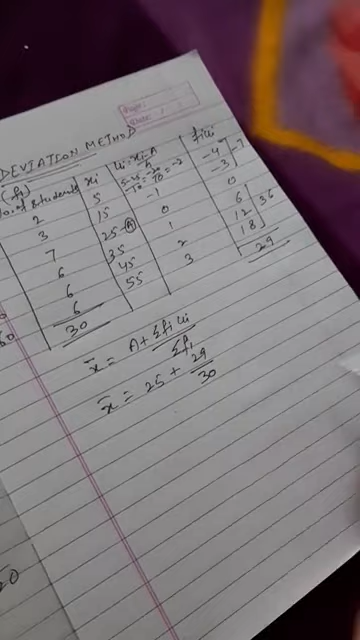 DEVIATION METHOD
(fi) xi ui = xi-A fiui
No of students 5 5-25/10 = -20/10 = -2 -4 -7
2 15 -1 -3
3 25 A 0 0
7 35 1 6 36
6 45 2 12
6 55 3 18
6 29
30
x̄ = A + Σfiui/Σfi
x̄ = 25 + 29/30